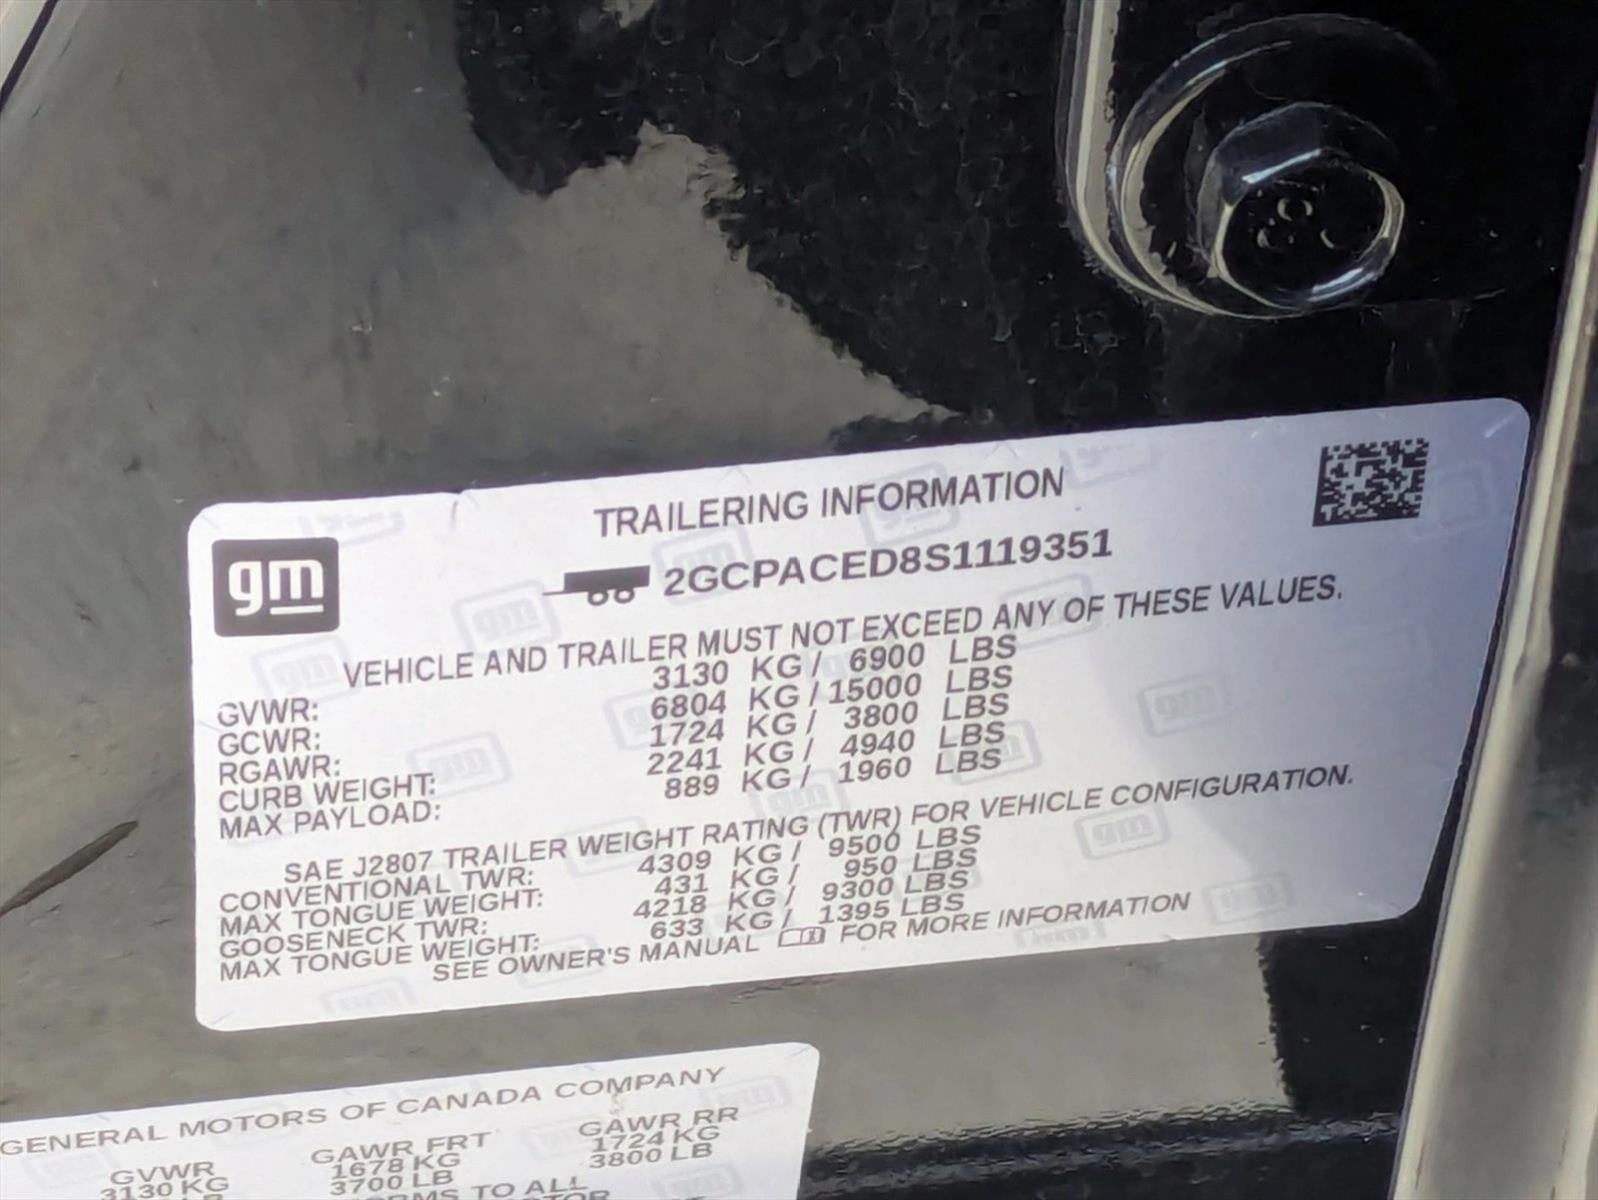 TRAILERING INFORMATION
gm
2GCPACED8S1119351
VEHICLE AND TRAILER MUST NOT EXCEED ANY OF THESE VALUES.
GVWR: 3130 KG / 6900 LBS
GCWR: 6804 KG / 15000 LBS
RGAWR: 1724 KG / 3800 LBS
CURB WEIGHT: 2241 KG / 4940 LBS
MAX PAYLOAD: 889 KG / 1960 LBS
SAE J2807 TRAILER WEIGHT RATING (TWR) FOR VEHICLE CONFIGURATION.
CONVENTIONAL TWR: 4309 KG / 9500 LBS
MAX TONGUE WEIGHT: 431 KG / 950 LBS
GOOSENECK TWR: 4218 KG / 9300 LBS
MAX TONGUE WEIGHT: 633 KG / 1395 LBS
SEE OWNER'S MANUAL FOR MORE INFORMATION
GENERAL MOTORS OF CANADA COMPANY
GVWR GAWR FRT GAWR RR
3130 KG 1678 KG 1724 KG
3700 LB 3800 LB
TO ALL